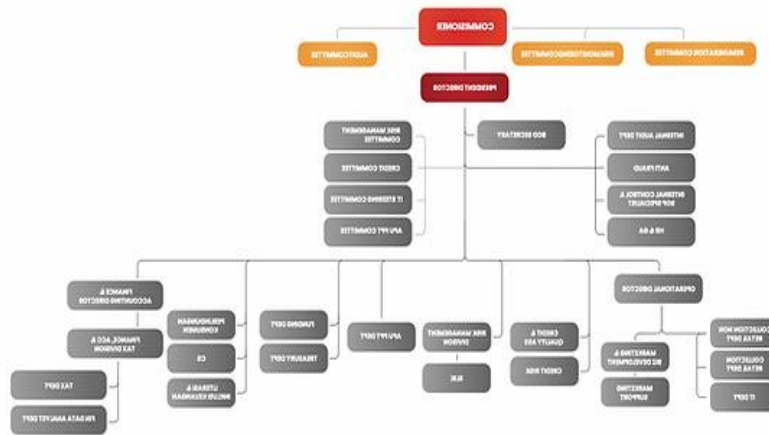 COMMISIONER
REMUNERATION COMMITTEE
RISKMONITORINGCOMMITTEE
AUDITCOMMITTEE
PRESIDENT DIRECTOR
INTERNAL AUDIT DEPT
ANTI FRAUD
INTERNAL CONTROL &
SOP SPECIALIST
HR & GA
BOD SECRETARY
RISK MANAGEMENT
COMMITTEE
CREDIT COMMITTEE
IT STEERING COMMITTEE
APU PPT COMMITTEE
OPERATIONAL DIRECTOR
COLLECTION NON
RETAIL DEPT
COLLECTION
RETAIL DEPT
IT DEPT
MARKETING &
BIZ DEVELOPMENT
MARKETING
SUPPORT
CREDIT &
QUALITY ASS
CREDIT RISK
RISK MANAGEMENT
DIVISION
SLIK
APU PPT DEPT
FUNDING DEPT
TREASURY DEPT
PERLINDUNGAN
KONSUMEN
CS
LITERASI &
INKLUSI KEUANGAN
FINANCE &
ACCOUNTING DIRECTOR
FINANCE, ACC &
TAX DIVISION
TAX DEPT
FIN DATA ANALYST DEPT